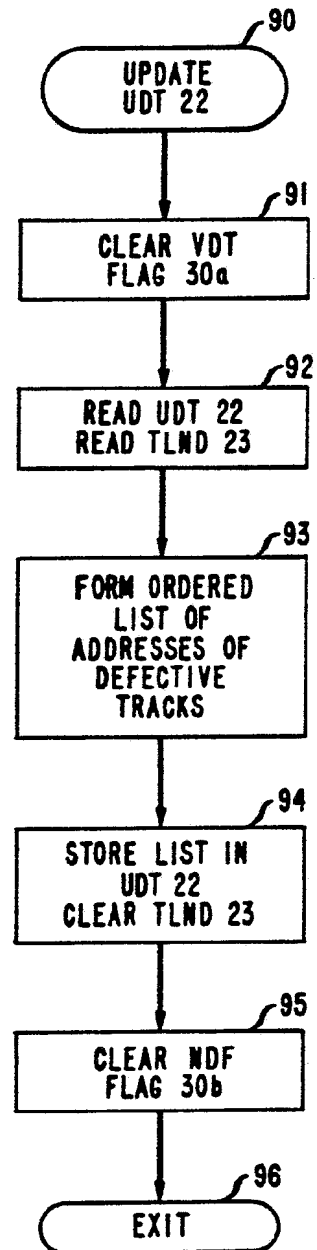 90
UPDATE
UDT 22
91
CLEAR VDT
FLAG 30a
92
READ UDT 22
READ TLND 23
93
FORM ORDERED
LIST OF
ADDRESSES OF
DEFECTIVE
TRACKS
94
STORE LIST IN
UDT 22
CLEAR TLND 23
95
CLEAR NDF
FLAG 30b
96
EXIT